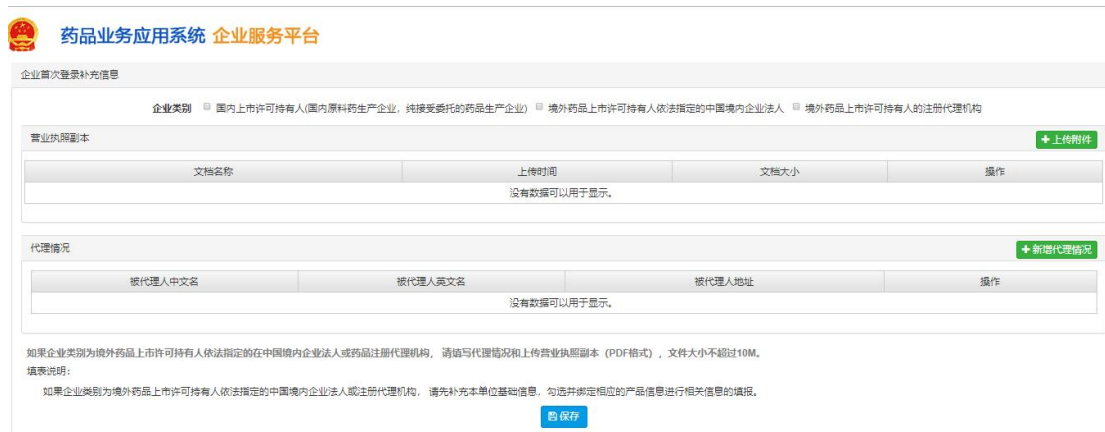 药品业务应用系统 企业服务平台
企业首次登录补充信息
企业类别 国内上市许可持有人(国内原料药生产企业，纯接受委托的药品生产企业) 境外药品上市许可持有人依法指定的中国境内企业法人 境外药品上市许可持有人的注册代理机构
营业执照副本 上传附件
文档名称 上传时间 文档大小 操作
没有数据可以用于显示。
代理情况 新增代理情况
被代理人中文名 被代理人英文名 被代理人地址 操作
没有数据可以用于显示。
如果企业类别为境外药品上市许可持有人依法指定的在中国境内企业法人或药品注册代理机构， 请填写代理情况和上传营业执照副本（PDF格式），文件大小不超过10M。
填表说明：
如果企业类别为境外药品上市许可持有人依法指定的中国境内企业法人或注册代理机构， 请先补充本单位基础信息，勾选并绑定相应的产品信息进行相关信息的填报。
保存